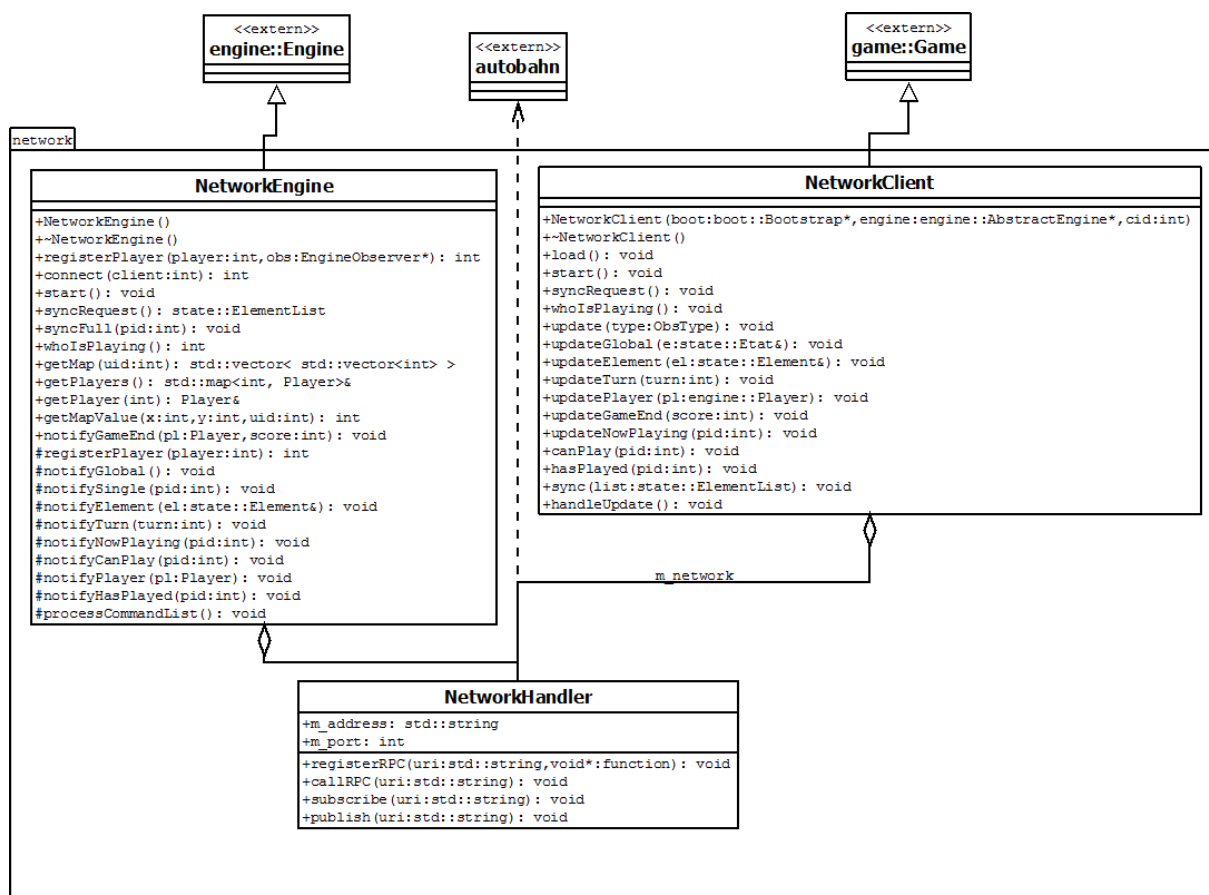 <<extern>>
engine::Engine
<<extern>>
autobahn
<<extern>>
game::Game
network
NetworkEngine
+NetworkEngine()
+~NetworkEngine()
+registerPlayer(player:int,obs:EngineObserver*): int
+connect(client:int): int
+start(): void
+syncRequest(): state::ElementList
+syncFull(pid:int): void
+whoIsPlaying(): int
+getMap(uid:int): std::vector< std::vector<int> >
+getPlayers(): std::map<int, Player>&
+getPlayer(int): Player&
+getMapValue(x:int,y:int,uid:int): int
+notifyGameEnd(pl:Player,score:int): void
#registerPlayer(player:int): int
#notifyGlobal(): void
#notifySingle(pid:int): void
#notifyElement(el:state::Element&): void
#notifyTurn(turn:int): void
#notifyNowPlaying(pid:int): void
#notifyCanPlay(pid:int): void
#notifyPlayer(pl:Player): void
#notifyHasPlayed(pid:int): void
#processCommandList(): void
NetworkClient
+NetworkClient(boot:boot::Bootstrap*,engine:engine::AbstractEngine*,cid:int)
+~NetworkClient()
+load(): void
+start(): void
+syncRequest(): void
+whoIsPlaying(): void
+update(type:ObsType): void
+updateGlobal(e:state::Etat&): void
+updateElement(el:state::Element&): void
+updateTurn(turn:int): void
+updatePlayer(pl:engine::Player): void
+updateGameEnd(score:int): void
+updateNowPlaying(pid:int): void
+canPlay(pid:int): void
+hasPlayed(pid:int): void
+sync(list:state::ElementList): void
+handleUpdate(): void
m_network
NetworkHandler
+m_address: std::string
+m_port: int
+registerRPC(uri:std::string,void*:function): void
+callRPC(uri:std::string): void
+subscribe(uri:std::string): void
+publish(uri:std::string): void